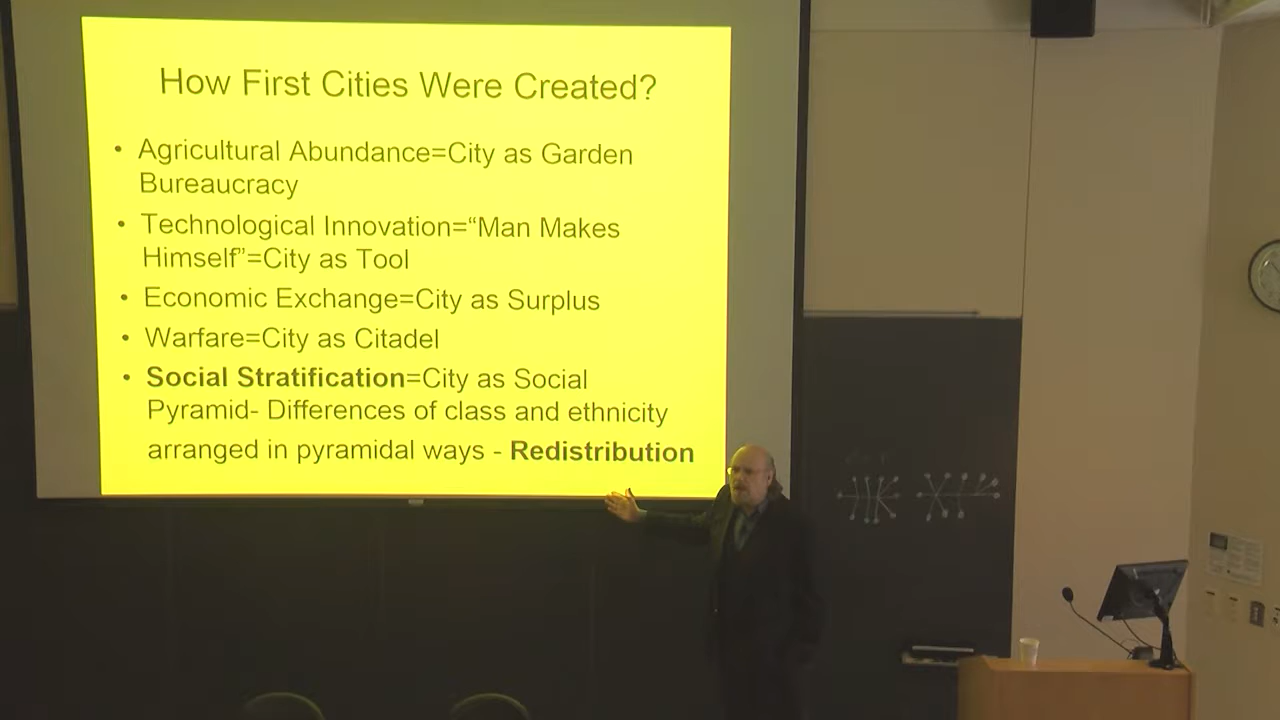 How First Cities Were Created?
• Agricultural Abundance=City as Garden
Bureaucracy
• Technological Innovation=“Man Makes
Himself”=City as Tool
• Economic Exchange=City as Surplus
• Warfare=City as Citadel
• Social Stratification=City as Social
Pyramid- Differences of class and ethnicity
arranged in pyramidal ways - Redistribution